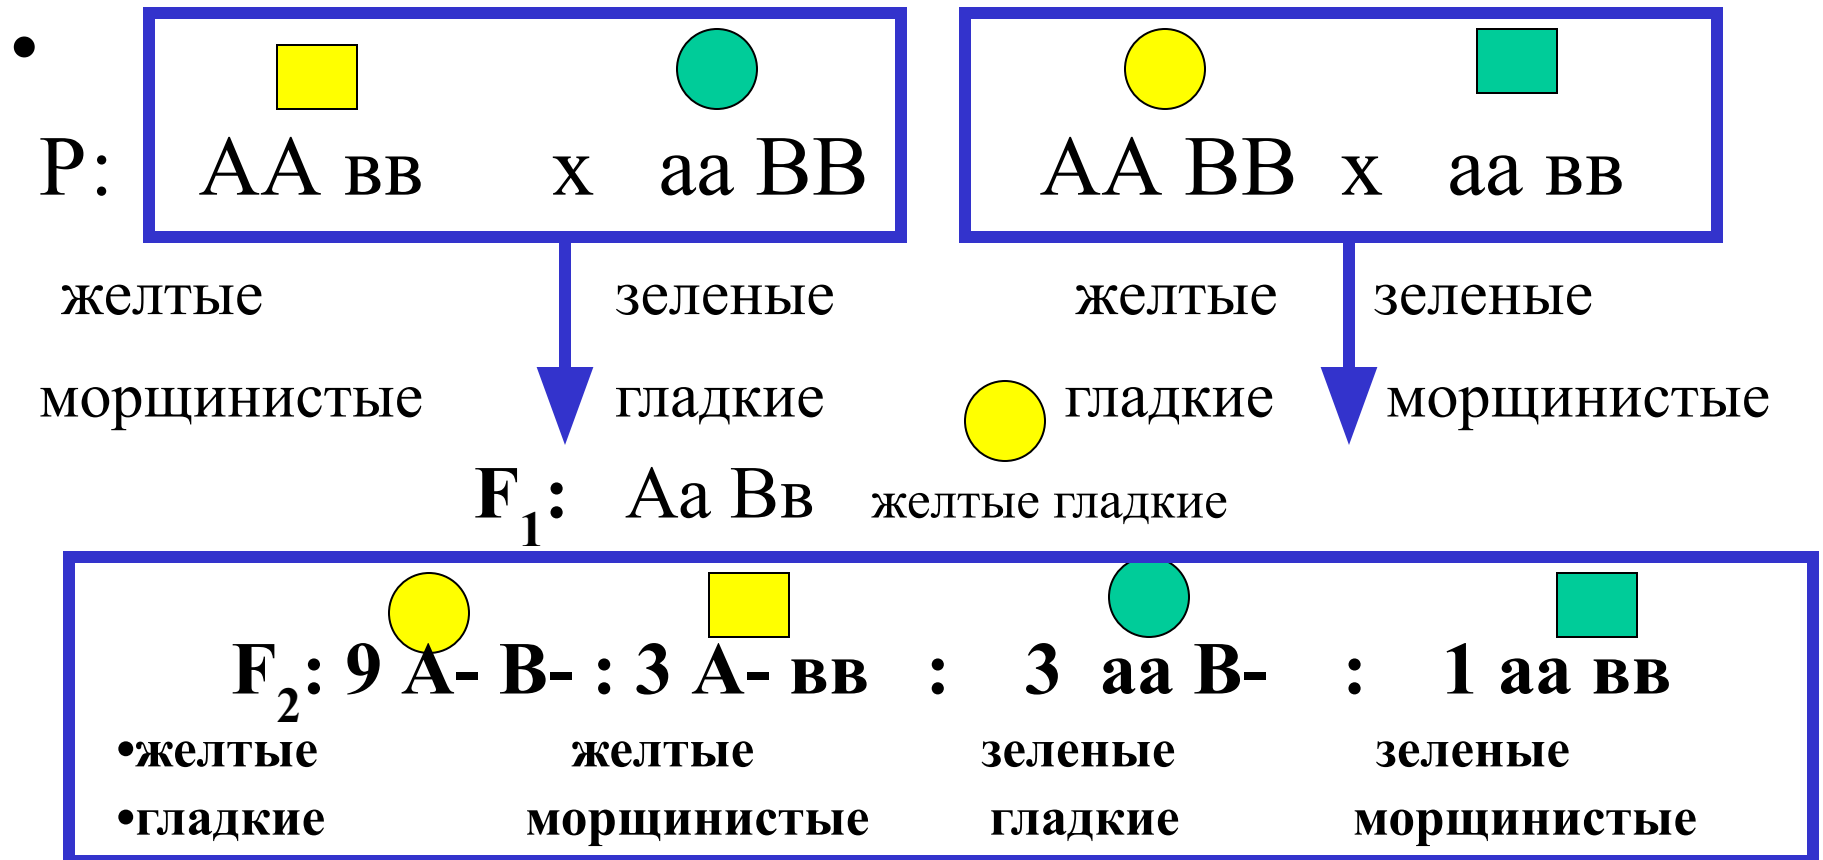 •
Р: АА вв х аа ВВ АА ВВ х аа вв
желтые зеленые желтые зеленые
морщинистые гладкие гладкие морщинистые
F1: Аа Вв желтые гладкие
F2: 9 А- В- : 3 А- вв : 3 аа В- : 1 аа вв
•желтые желтые зеленые зеленые
•гладкие морщинистые гладкие морщинистые